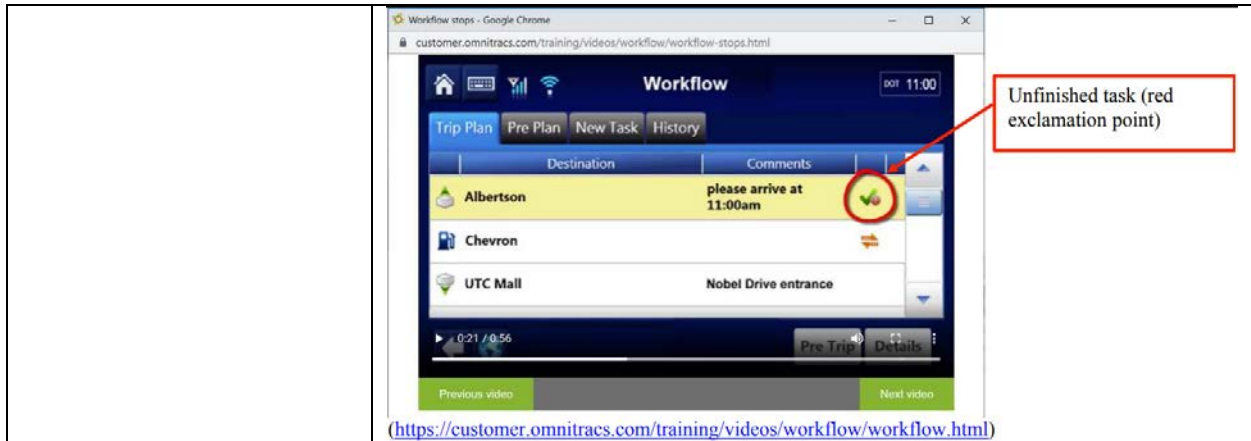 Workflow stops - Google Chrome
customer.omnitracs.com/training/videos/workflow/workflow-stops.html
Workflow
DOT 11:00
Trip Plan Pre Plan New Task History
Destination Comments
Albertson please arrive at
11:00am
Chevron
UTC Mall Nobel Drive entrance
0:21 / 0:56
Pre Trip Details
Previous video Next video
Unfinished task (red
exclamation point)
(https://customer.omnitracs.com/training/videos/workflow/workflow.html)